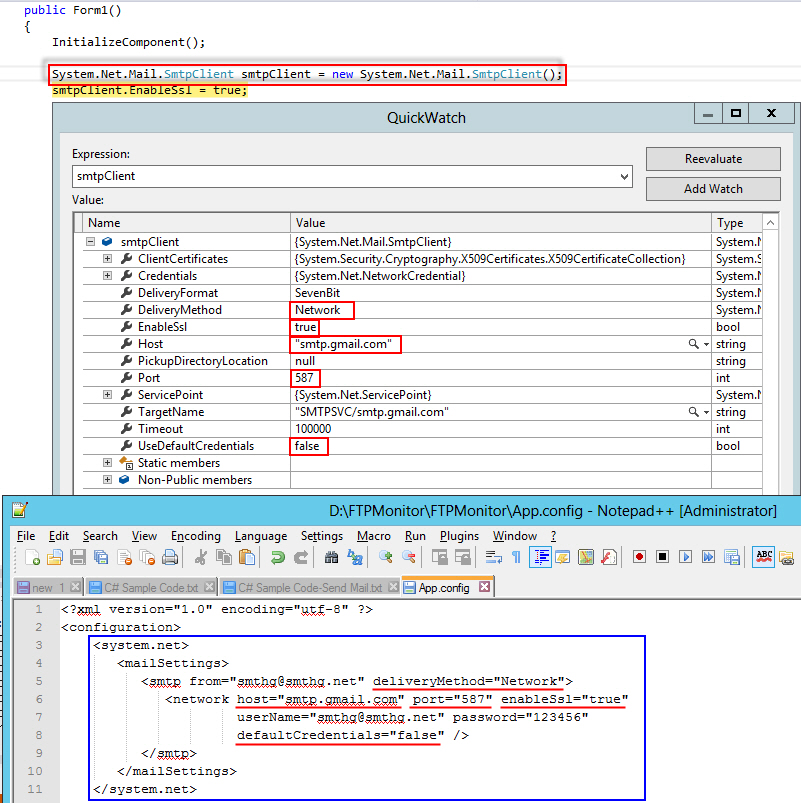 public Form1()
{
InitializeComponent();
System.Net.Mail.SmtpClient smtpClient = new System.Net.Mail.SmtpClient();
smtpClient.EnableSsl = true;
QuickWatch
Expression:
Reevaluate
smtpClient
Add Watch
Value:
Name Value Type
smtpClient {System.Net.Mail.SmtpClient} System.N
ClientCertificates {System.Security.Cryptography.X509Certificates.X509CertificateCollection} System.S
Credentials {System.Net.NetworkCredential} System.N
DeliveryFormat SevenBit System.N
DeliveryMethod Network System.N
EnableSsl true bool
Host "smtp.gmail.com" string
PickupDirectoryLocation null string
Port 587 int
ServicePoint {System.Net.ServicePoint} System.N
TargetName "SMTPSVC/smtp.gmail.com" string
Timeout 100000 int
UseDefaultCredentials false bool
Static members
Non-Public members
D:\FTPMonitor\FTPMonitor\App.config - Notepad++ [Administrator]
File Edit Search View Encoding Language Settings Macro Run Plugins Window ?
ABC
new 1 C# Sample Code.txt C# Sample Code-Send Mail.txt App.config
1 <?xml version="1.0" encoding="utf-8" ?>
2 <configuration>
3 <system.net>
4 <mailSettings>
5 <smtp from="smthg@smthg.net" deliveryMethod="Network">
6 <network host="smtp.gmail.com" port="587" enableSsl="true"
7 userName="smthg@smthg.net" password="123456"
8 defaultCredentials="false" />
9 </smtp>
10 </mailSettings>
11 </system.net>